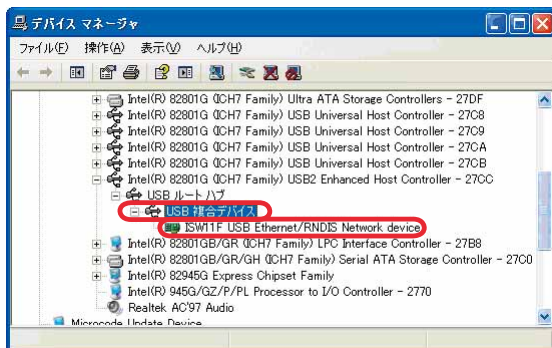 デバイス マネージャ
ファイル(F) 操作(A) 表示(V) ヘルプ(H)
Intel(R) 82801G (ICH7 Family) Ultra ATA Storage Controllers - 27DF
Intel(R) 82801G (ICH7 Family) USB Universal Host Controller - 27C8
Intel(R) 82801G (ICH7 Family) USB Universal Host Controller - 27C9
Intel(R) 82801G (ICH7 Family) USB Universal Host Controller - 27CA
Intel(R) 82801G (ICH7 Family) USB Universal Host Controller - 27CB
Intel(R) 82801G (ICH7 Family) USB2 Enhanced Host Controller - 27CC
USB ルート ハブ
USB 複合デバイス
ISW11F USB Ethernet/RNDIS Network device
Intel(R) 82801GB/GR (ICH7 Family) LPC Interface Controller - 27B8
Intel(R) 82801GB/GR/GH (ICH7 Family) Serial ATA Storage Controller - 27C0
Intel(R) 82945G Express Chipset Family
Intel(R) 945G/GZ/P/PL Processor to I/O Controller - 2770
Realtek AC'97 Audio
Microcode Update Device